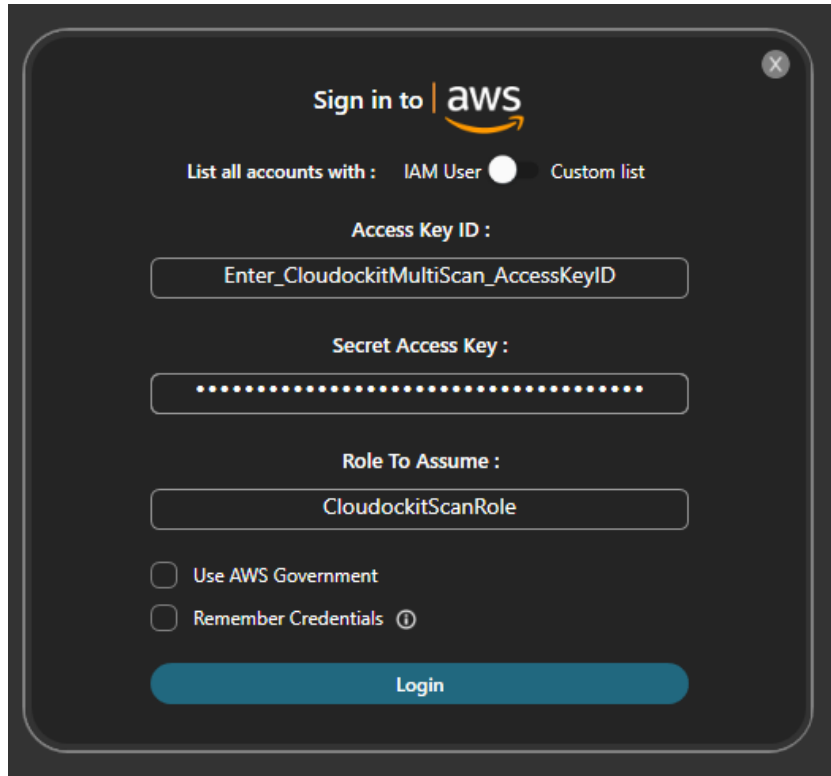 X
Sign in to | aws
List all accounts with : IAM User Custom list
Access Key ID :
Enter_CloudockitMultiScan_AccessKeyID
Secret Access Key :
••••••••••••••••••••••••••••••••••••••
Role To Assume :
CloudockitScanRole
Use AWS Government
Remember Credentials ⓘ
Login